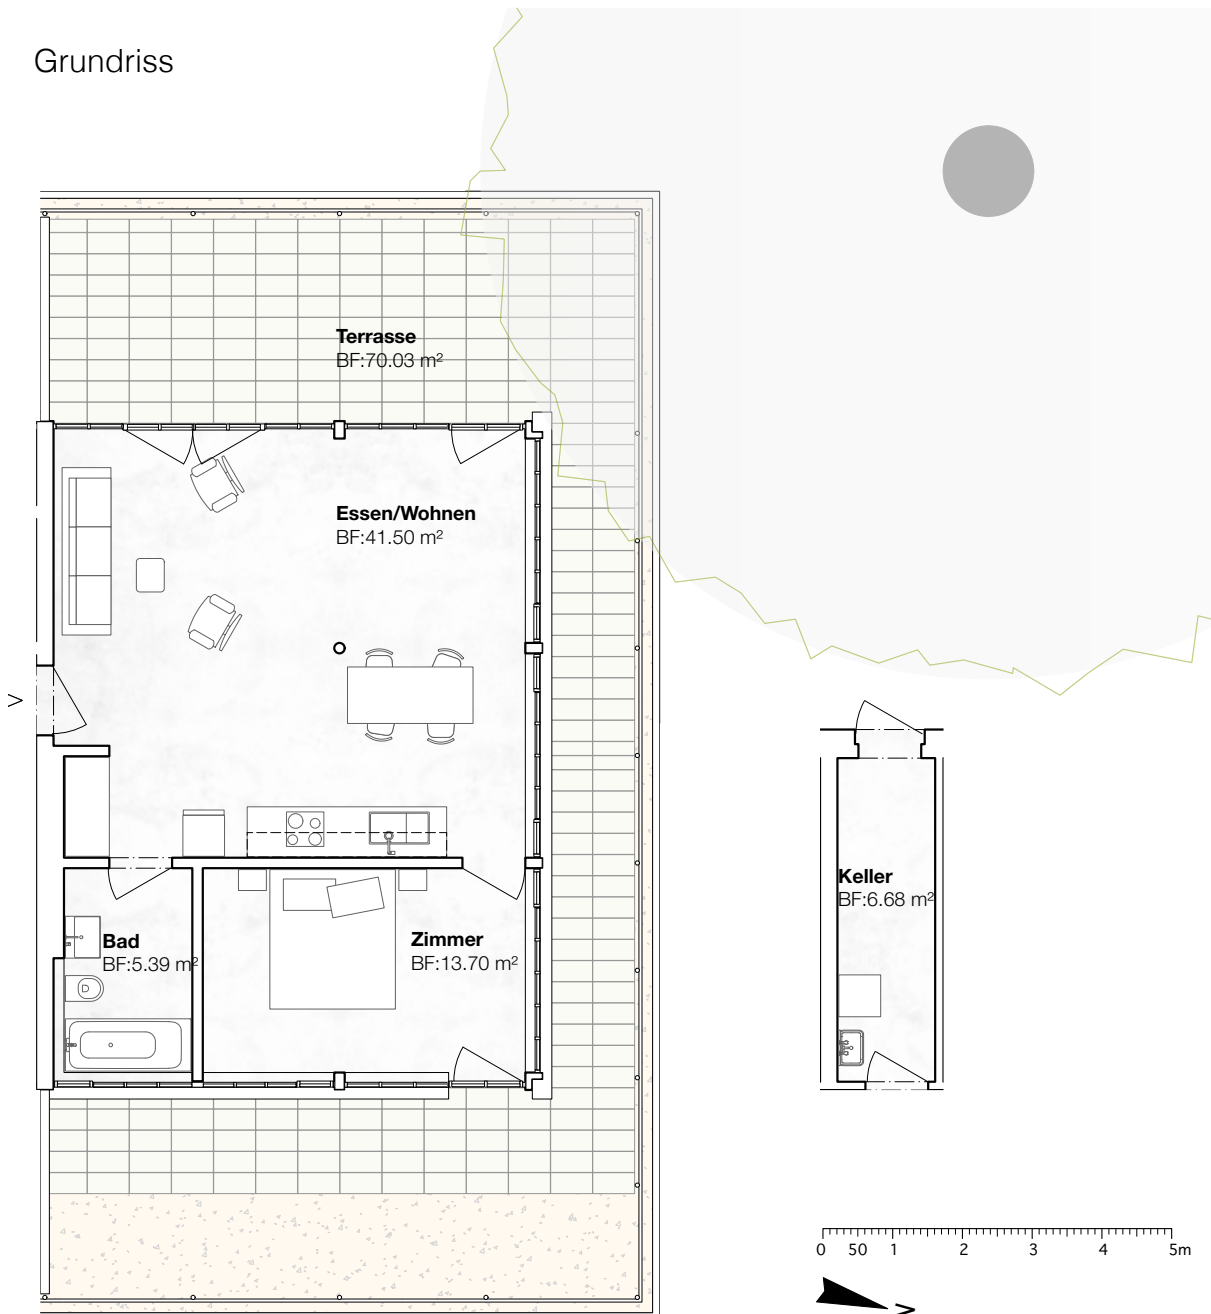 Grundriss
Terrasse
BF:70.03 m²
Essen/Wohnen
BF:41.50 m²
Keller
BF:6.68 m²
Bad
BF:5.39 m²
Zimmer
BF:13.70 m²
0 50 1 2 3 4 5m